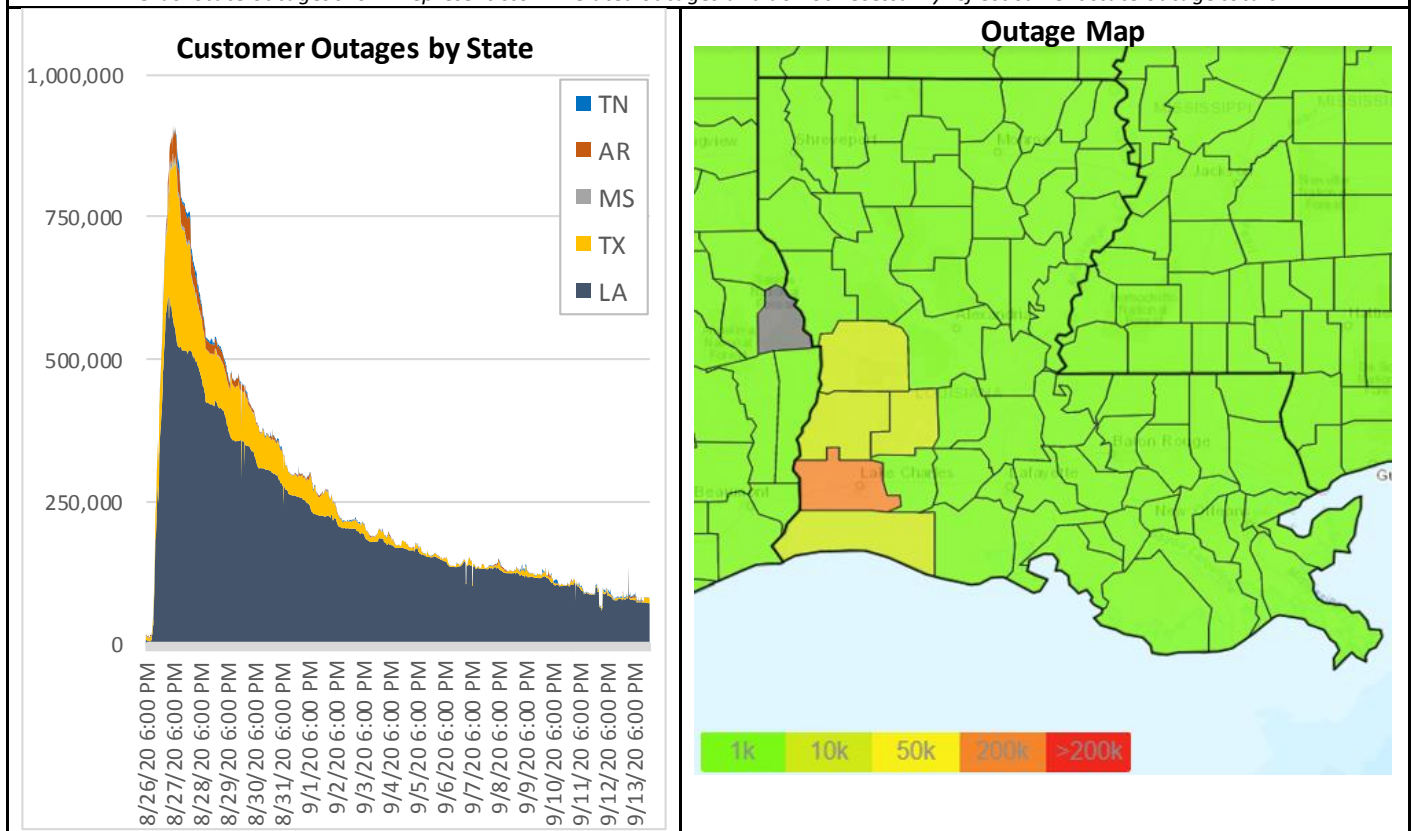 Customer Outages by State
1,000,000
750,000
500,000
250,000
0
TN
AR
MS
TX
LA
8/26/20 6:00 PM
8/27/20 6:00 PM
8/28/20 6:00 PM
8/29/20 6:00 PM
8/30/20 6:00 PM
8/31/20 6:00 PM
9/1/20 6:00 PM
9/2/20 6:00 PM
9/3/20 6:00 PM
9/4/20 6:00 PM
9/5/20 6:00 PM
9/6/20 6:00 PM
9/7/20 6:00 PM
9/8/20 6:00 PM
9/9/20 6:00 PM
9/10/20 6:00 PM
9/11/20 6:00 PM
9/12/20 6:00 PM
9/13/20 6:00 PM
Outage Map
MISSISSIPPI
Shreveport
Alexandria
LOUISIANA
Baton Rouge
Lake Charles
Lafayette
Beaumont
New Orleans
1k
10k
50k
200k
>200k